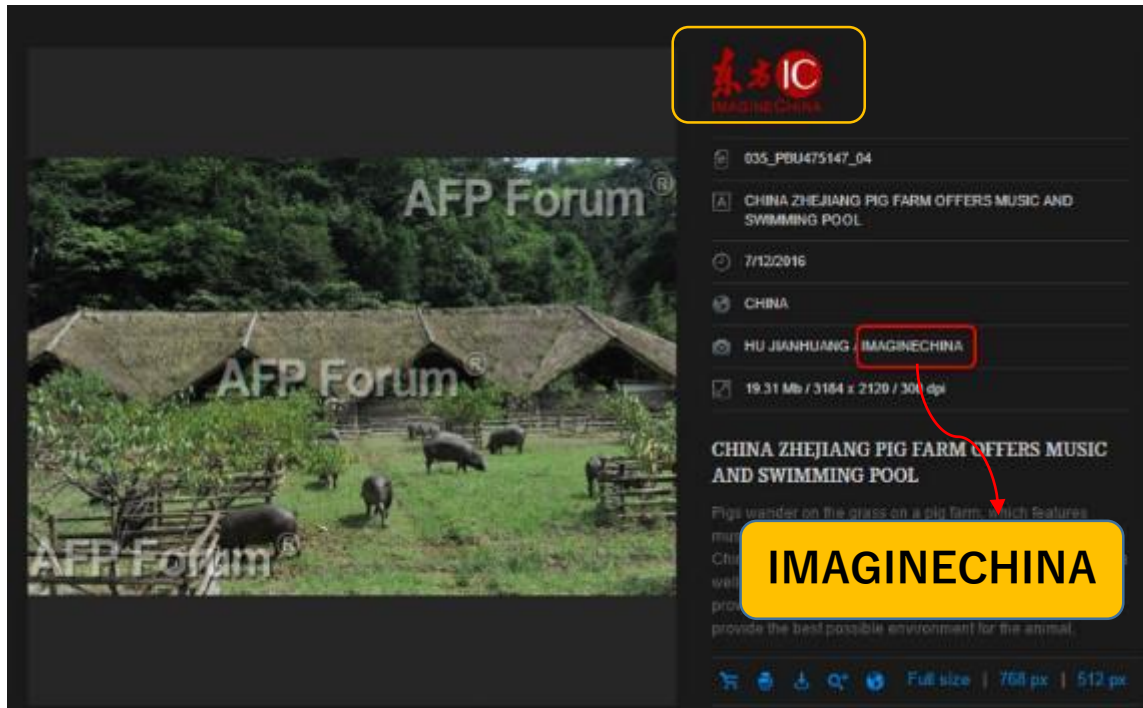 东方IC
IMAGINECHINA
035_PBU475147_04
CHINA ZHEJIANG PIG FARM OFFERS MUSIC AND
SWIMMING POOL
7/12/2016
CHINA
HU JIANHUANG / IMAGINECHINA
19.31 Mb / 3184 x 2120 / 300 dpi
CHINA ZHEJIANG PIG FARM OFFERS MUSIC
AND SWIMMING POOL
Pigs wander on the grass on a pig farm, which features
provide the best possible environment for the animal.
IMAGINECHINA
Full size | 768 px | 512 px
AFP Forum®
AFP Forum®
AFP Forum®